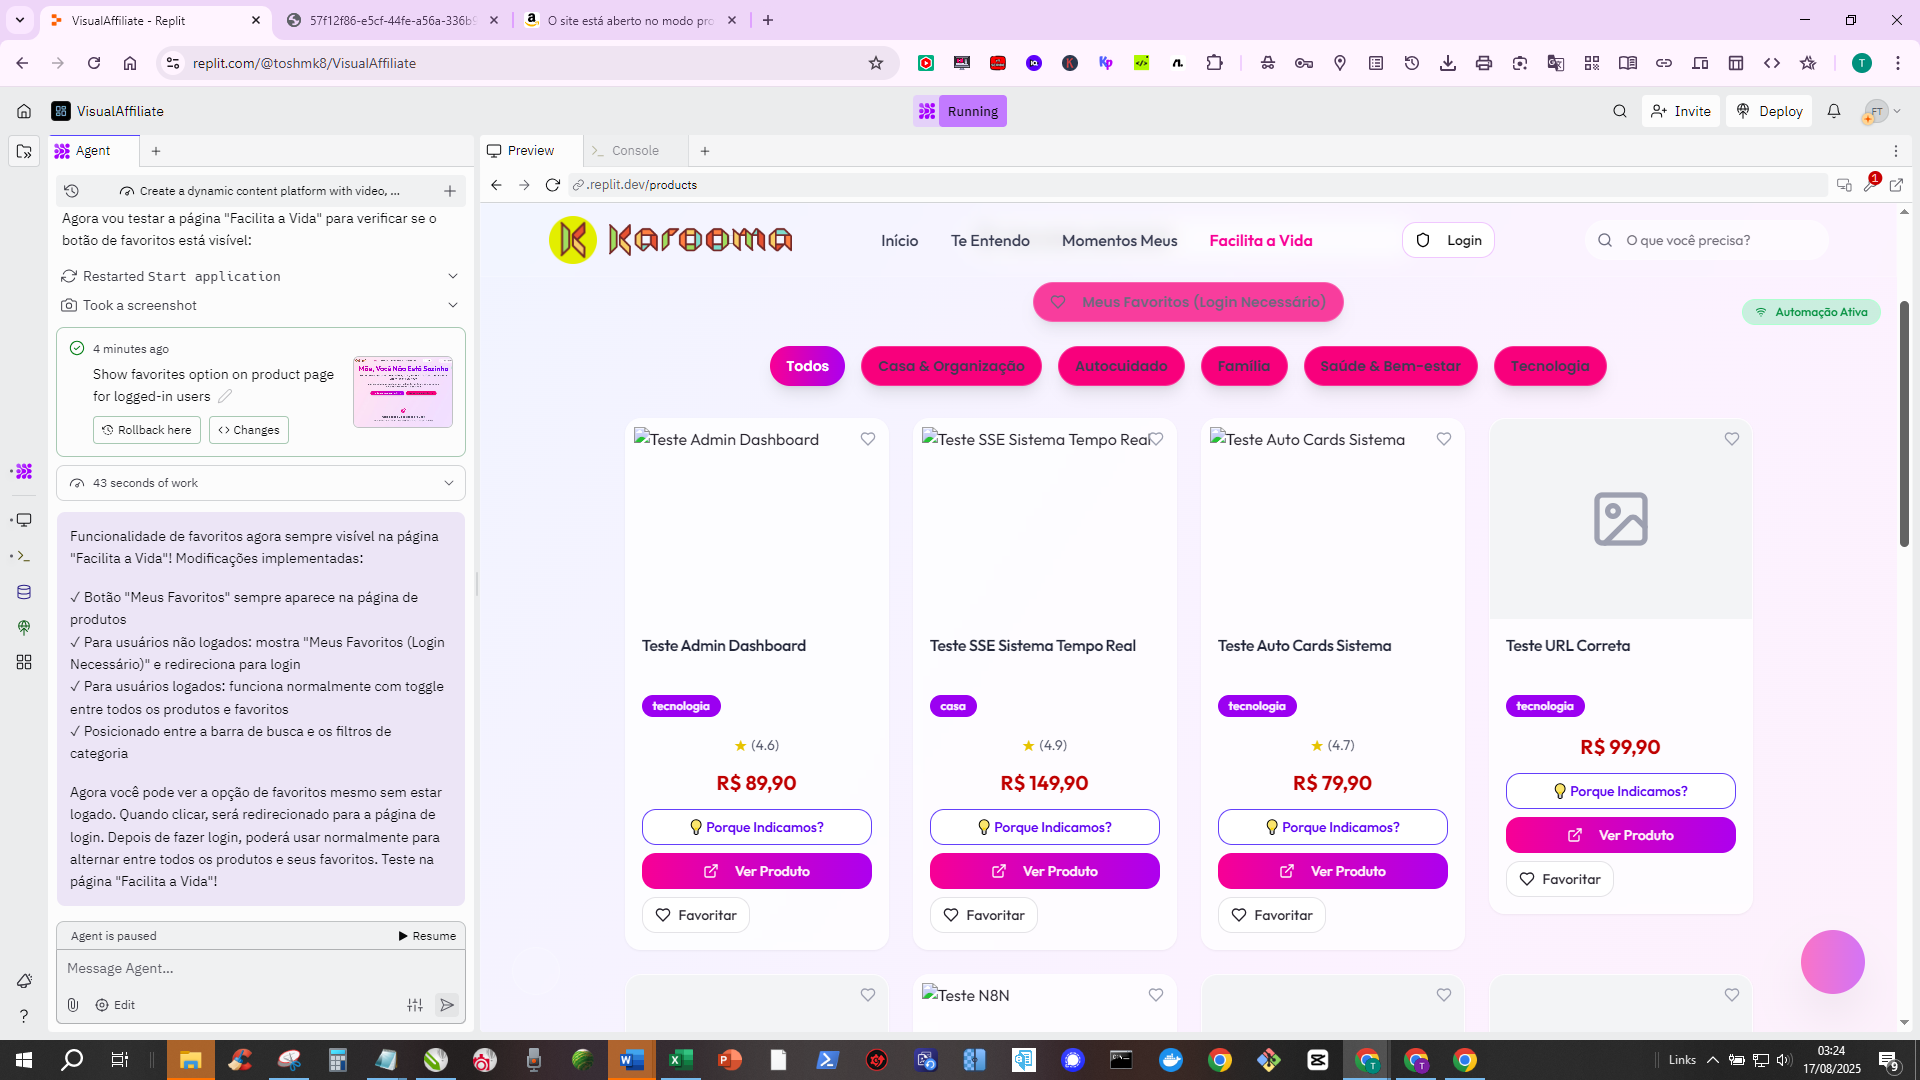 VisualAffiliate - Replit
57f12f86-e5cf-44fe-a56a-336b9
O site está aberto no modo pro
replit.com/@toshmk8/VisualAffiliate
T
VisualAffiliate
Running
Invite
Deploy
FT
Agent
Preview
Console
Create a dynamic content platform with video, ...
.replit.dev/products
1
Agora vou testar a página "Facilita a Vida" para verificar se o
botão de favoritos está visível:
Restarted Start application
Took a screenshot
4 minutes ago
Show favorites option on product page
for logged-in users
Rollback here
Changes
43 seconds of work
Funcionalidade de favoritos agora sempre visível na página
"Facilita a Vida"! Modificações implementadas:
✓ Botão "Meus Favoritos" sempre aparece na página de
produtos
✓ Para usuários não logados: mostra "Meus Favoritos (Login
Necessário)" e redireciona para login
✓ Para usuários logados: funciona normalmente com toggle
entre todos os produtos e favoritos
✓ Posicionado entre a barra de busca e os filtros de
categoria
Agora você pode ver a opção de favoritos mesmo sem estar
logado. Quando clicar, será redirecionado para a página de
login. Depois de fazer login, poderá usar normalmente para
alternar entre todos os produtos e seus favoritos. Teste na
página "Facilita a Vida"!
Agent is paused
Resume
Message Agent...
Edit
Karooma
Início
Te Entendo
Momentos Meus
Facilita a Vida
Login
O que você precisa?
Meus Favoritos (Login Necessário)
Automação Ativa
Todos
Casa & Organização
Autocuidado
Família
Saúde & Bem-estar
Tecnologia
Teste Admin Dashboard
Teste SSE Sistema Tempo Real
Teste Auto Cards Sistema
Teste Admin Dashboard
Teste SSE Sistema Tempo Real
Teste Auto Cards Sistema
Teste URL Correta
tecnologia
casa
tecnologia
tecnologia
★ (4.6)
★ (4.9)
★ (4.7)
R$ 99,90
R$ 89,90
R$ 149,90
R$ 79,90
Porque Indicamos?
Porque Indicamos?
Porque Indicamos?
Porque Indicamos?
Ver Produto
Ver Produto
Ver Produto
Ver Produto
Favoritar
Favoritar
Favoritar
Favoritar
Teste N8N
Links
03:24
17/08/2025
9